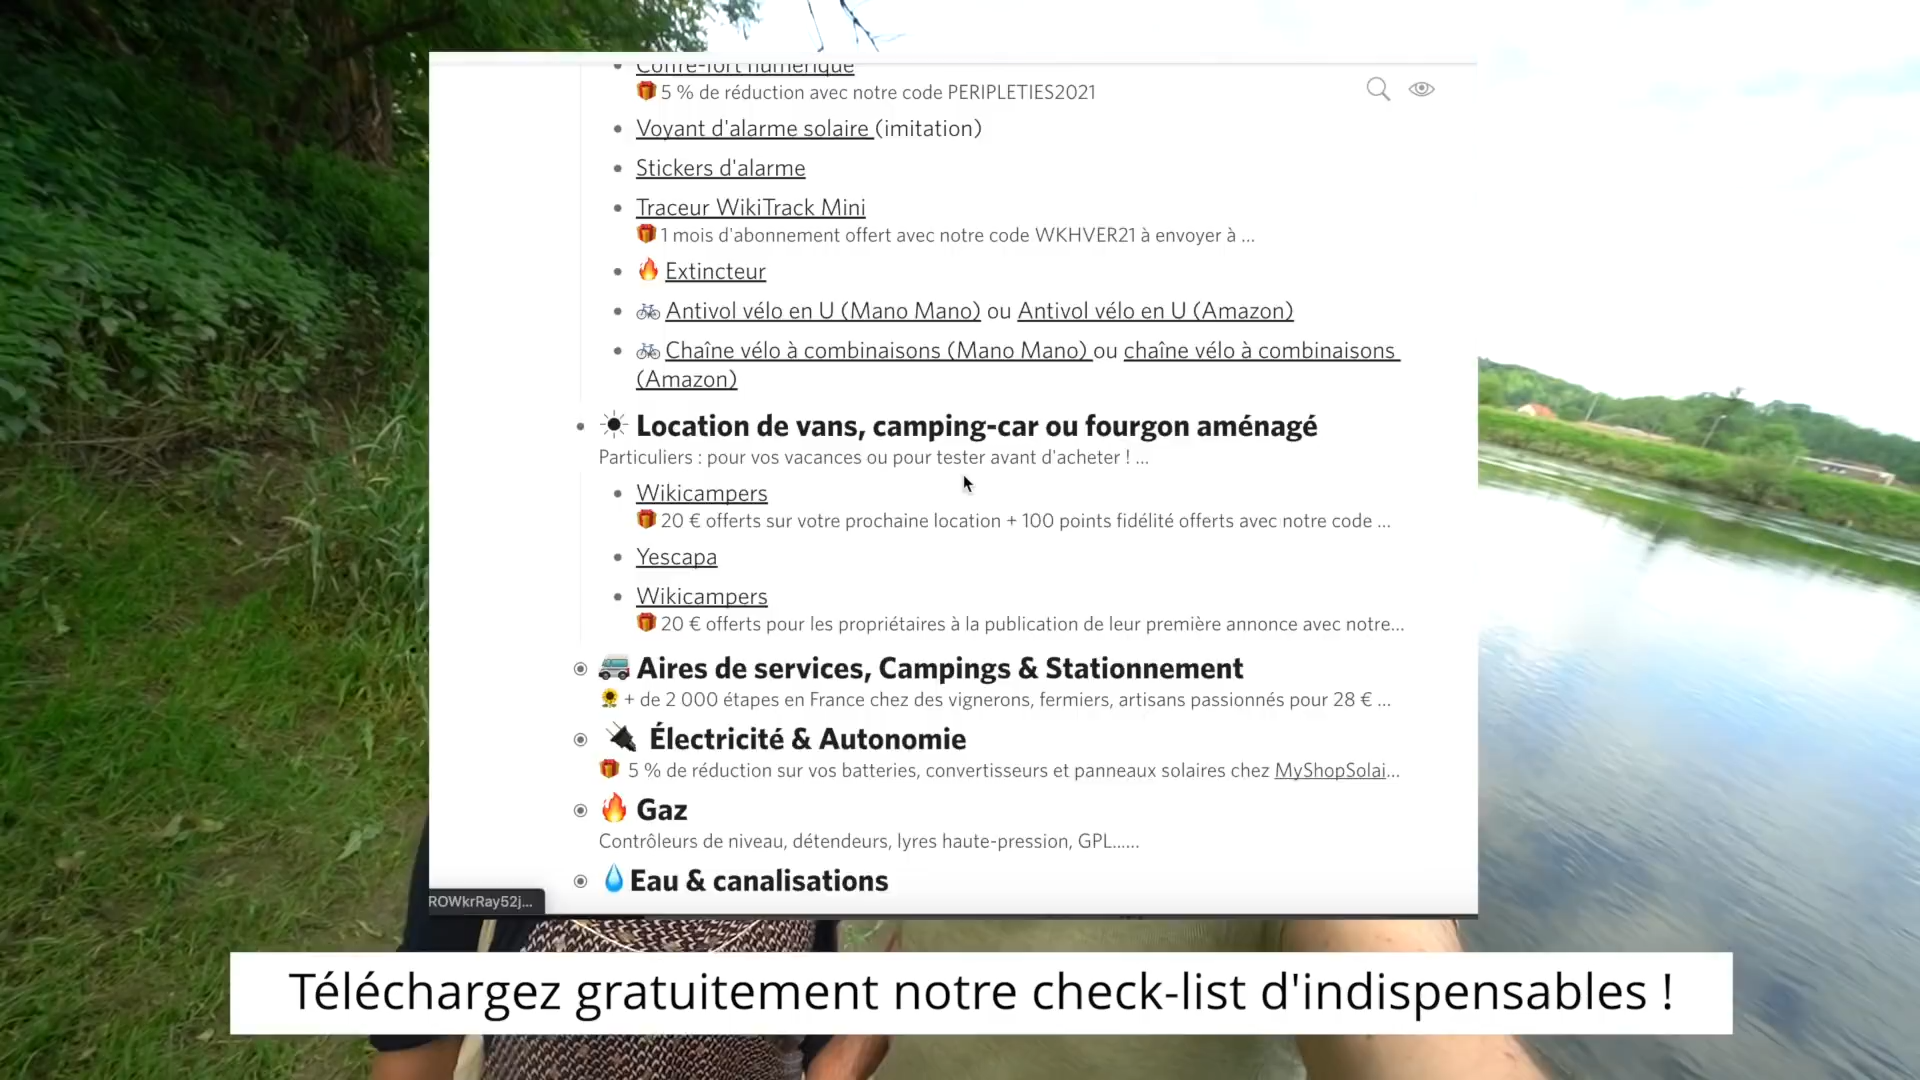 Coffre-fort numérique
5 % de réduction avec notre code PERIPLETIES2021
Voyant d'alarme solaire (imitation)
Stickers d'alarme
Traceur WikiTrack Mini
1 mois d'abonnement offert avec notre code WKHVER21 à envoyer à ...
Extincteur
Antivol vélo en U (Mano Mano) ou Antivol vélo en U (Amazon)
Chaîne vélo à combinaisons (Mano Mano) ou chaîne vélo à combinaisons
(Amazon)
Location de vans, camping-car ou fourgon aménagé
Particuliers : pour vos vacances ou pour tester avant d'acheter ! ...
Wikicampers
20 € offerts sur votre prochaine location + 100 points fidélité offerts avec notre code ...
Yescapa
Wikicampers
20 € offerts pour les propriétaires à la publication de leur première annonce avec notre...
Aires de services, Campings & Stationnement
+ de 2 000 étapes en France chez des vignerons, fermiers, artisans passionnés pour 28 € ...
Électricité & Autonomie
5 % de réduction sur vos batteries, convertisseurs et panneaux solaires chez MyShopSolai...
Gaz
Contrôleurs de niveau, détendeurs, lyres haute-pression, GPL......
Eau & canalisations
ROWkrRay52j...
Téléchargez gratuitement notre check-list d'indispensables !